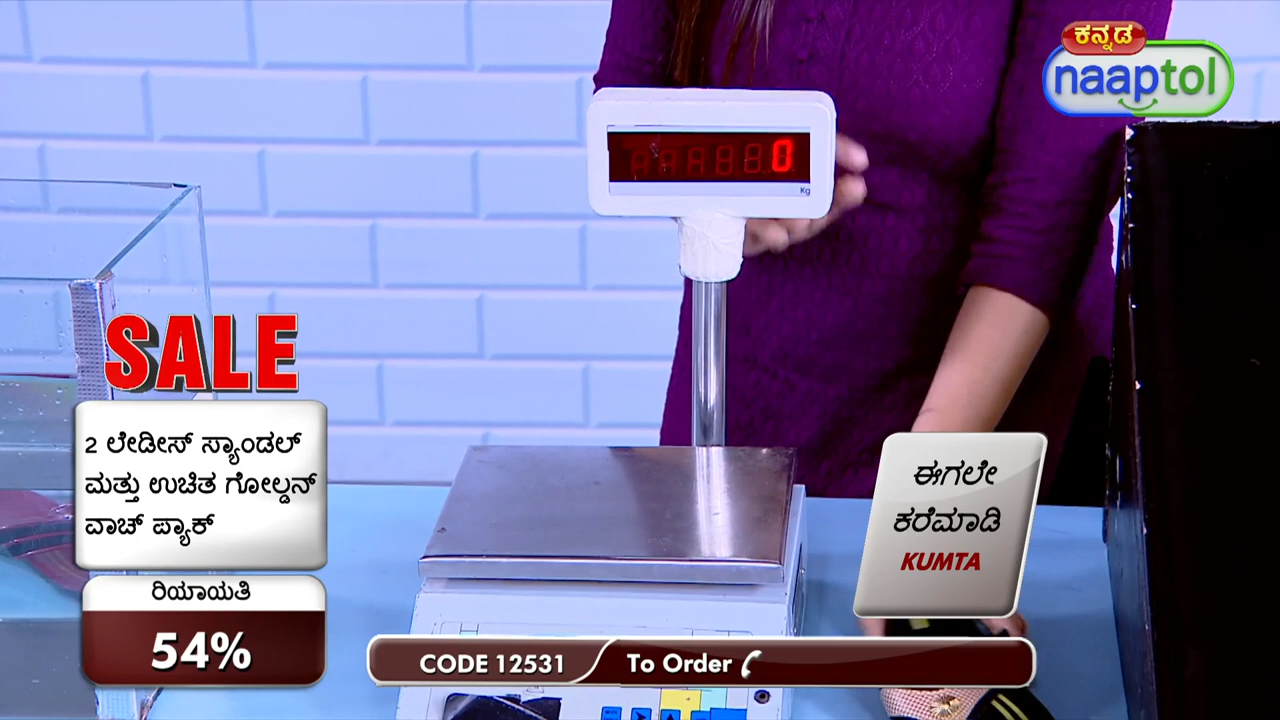 ಕನ್ನಡ
naaptol
0
Kg
SALE
2 ಲೇಡೀಸ್ ಸ್ಯಾಂಡಲ್
ಮತ್ತು ಉಚಿತ ಗೋಲ್ಡನ್
ವಾಚ್ ಪ್ಯಾಕ್
ರಿಯಾಯತಿ
54%
ಈಗಲೇ
ಕರೆಮಾಡಿ
KUMTA
CODE 12531 To Order